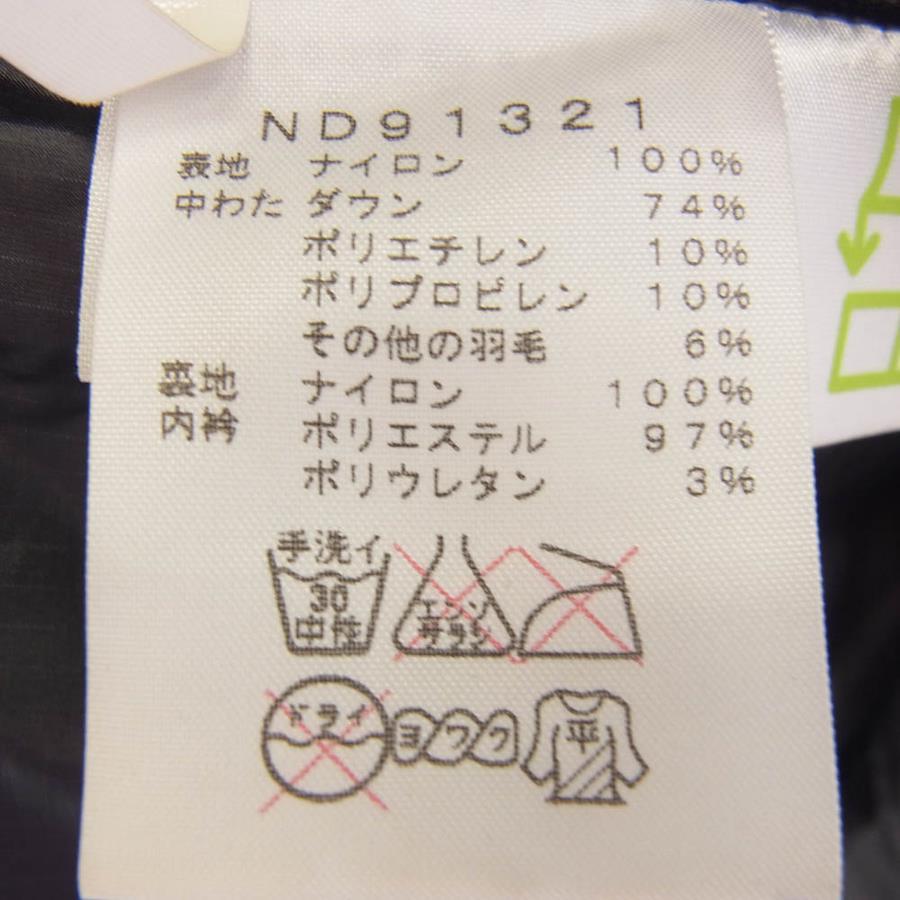 ND91321
表地 ナイロン 100%
中わた ダウン 74%
ポリエチレン 10%
ポリプロピレン 10%
その他の羽毛 6%
裏地 ナイロン 100%
内衿 ポリエステル 97%
ポリウレタン 3%
手洗イ
30
中性
エンソ
サラシ
ドライ
ヨワク
平